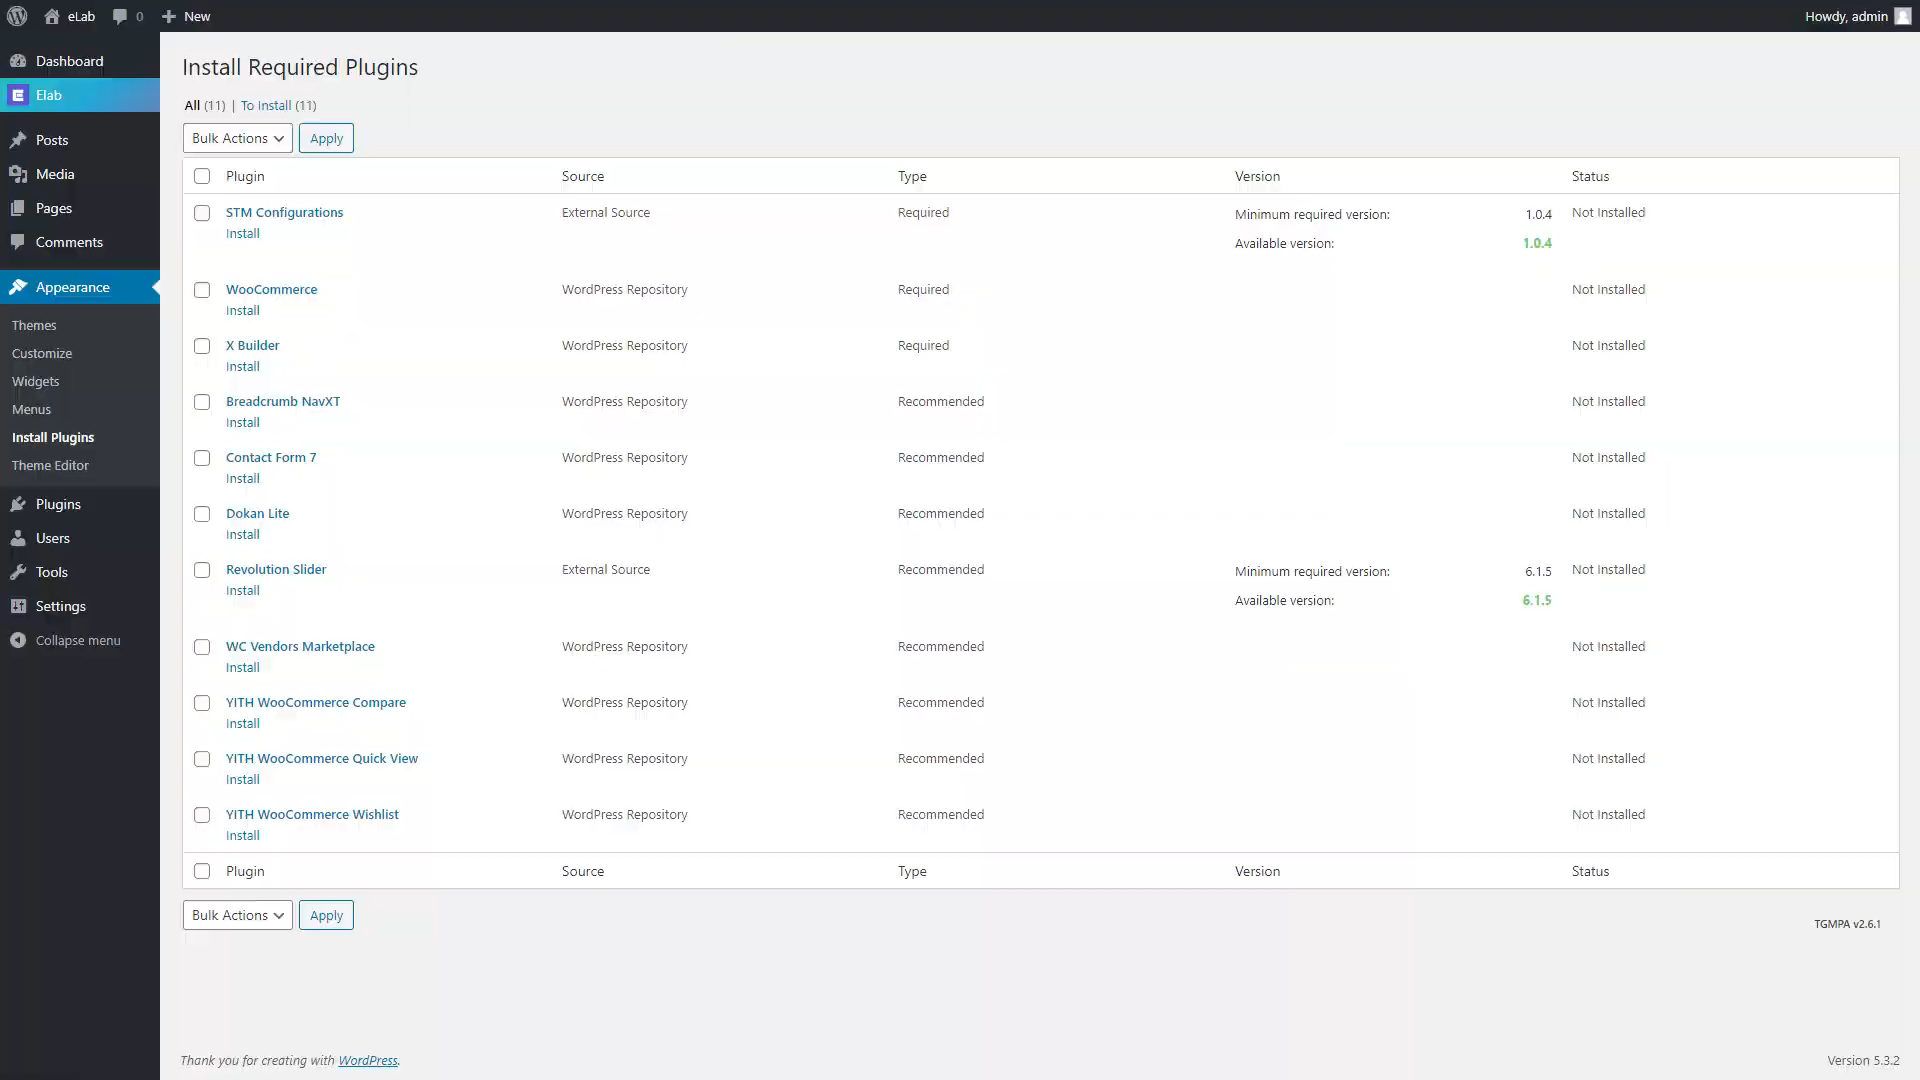 eLab 0 New Howdy, admin
Dashboard
Elab
Posts
Media
Pages
Comments
Appearance
Themes
Customize
Widgets
Menus
Install Plugins
Theme Editor
Plugins
Users
Tools
Settings
Collapse menu
Install Required Plugins
All (11) | To Install (11)
Bulk Actions Apply
Plugin Source Type Version Status
STM Configurations External Source Required Minimum required version: 1.0.4 Not Installed
Install Available version: 1.0.4
WooCommerce WordPress Repository Required Not Installed
Install
X Builder WordPress Repository Required Not Installed
Install
Breadcrumb NavXT WordPress Repository Recommended Not Installed
Install
Contact Form 7 WordPress Repository Recommended Not Installed
Install
Dokan Lite WordPress Repository Recommended Not Installed
Install
Revolution Slider External Source Recommended Minimum required version: 6.1.5 Not Installed
Install Available version: 6.1.5
WC Vendors Marketplace WordPress Repository Recommended Not Installed
Install
YITH WooCommerce Compare WordPress Repository Recommended Not Installed
Install
YITH WooCommerce Quick View WordPress Repository Recommended Not Installed
Install
YITH WooCommerce Wishlist WordPress Repository Recommended Not Installed
Install
Plugin Source Type Version Status
Bulk Actions Apply
TGMPA v2.6.1
Thank you for creating with WordPress. Version 5.3.2